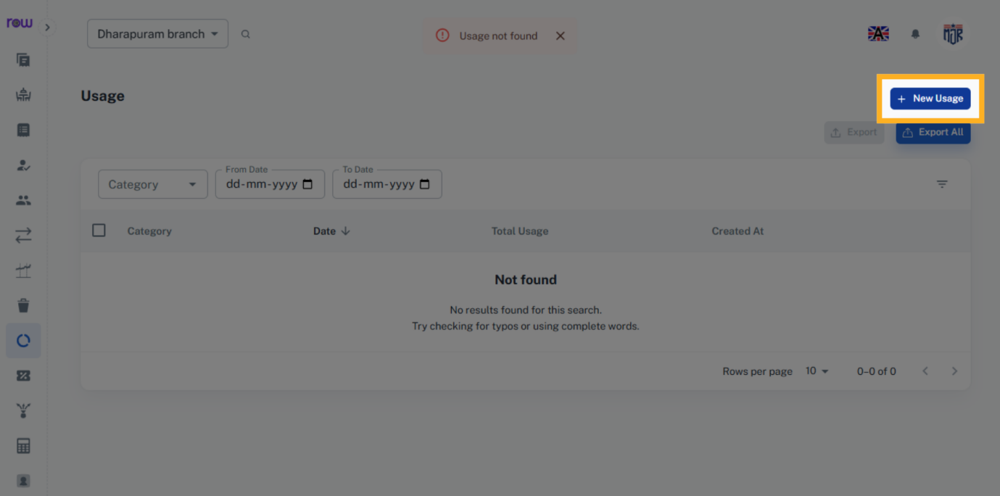 row
Dharapuram branch
Usage not found
A
MJR
Usage
+ New Usage
Export
Export All
Category
From Date
dd-mm-yyyy
To Date
dd-mm-yyyy
Category
Date
Total Usage
Created At
Not found
No results found for this search.
Try checking for typos or using complete words.
Rows per page
10
0–0 of 0